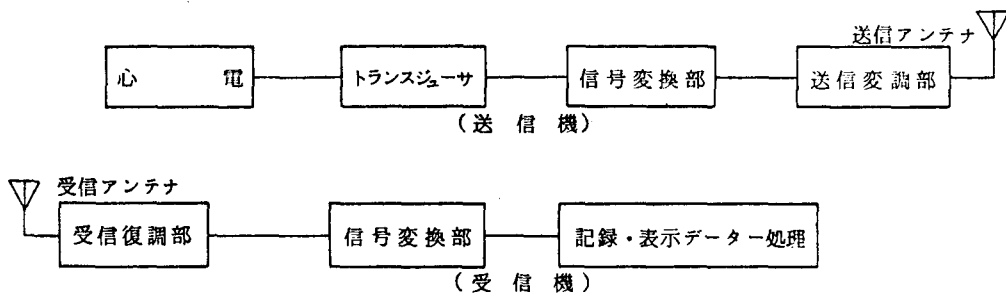 送信アンテナ
心電
トランスジューサ
信号変換部
送信変調部
（送信機）
受信アンテナ
受信復調部
信号変換部
記録・表示データー処理
（受信機）